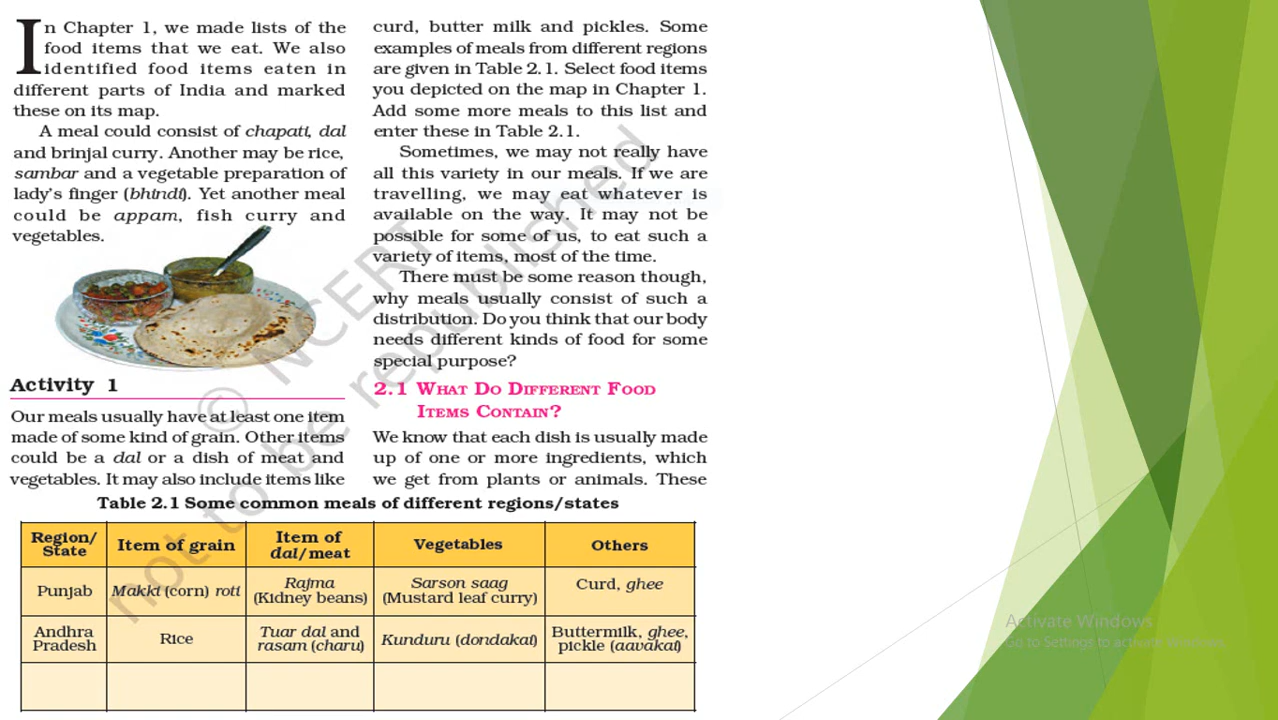 In Chapter 1, we made lists of the
food items that we eat. We also
identified food items eaten in
different parts of India and marked
these on its map.
A meal could consist of chapati, dal
and brinjal curry. Another may be rice,
sambar and a vegetable preparation of
lady's finger (bhindi). Yet another meal
could be appam, fish curry and
vegetables.
Activity 1
Our meals usually have at least one item
made of some kind of grain. Other items
could be a dal or a dish of meat and
vegetables. It may also include items like
curd, butter milk and pickles. Some
examples of meals from different regions
are given in Table 2.1. Select food items
you depicted on the map in Chapter 1.
Add some more meals to this list and
enter these in Table 2.1.
Sometimes, we may not really have
all this variety in our meals. If we are
travelling, we may eat whatever is
available on the way. It may not be
possible for some of us, to eat such a
variety of items, most of the time.
There must be some reason though,
why meals usually consist of such a
distribution. Do you think that our body
needs different kinds of food for some
special purpose?
2.1 What Do Different Food
Items Contain?
We know that each dish is usually made
up of one or more ingredients, which
we get from plants or animals. These
Table 2.1 Some common meals of different regions/states
Region/
State
Item of grain
Item of
dal/meat
Vegetables
Others
Punjab
Makki (corn) roti
Rajma
(Kidney beans)
Sarson saag
(Mustard leaf curry)
Curd, ghee
Andhra
Pradesh
Rice
Tuar dal and
rasam (charu)
Kunduru (dondakai)
Buttermilk, ghee,
pickle (aavakai)
© NCERT
not to be republished
Activate Windows
Go to Settings to activate Windows.